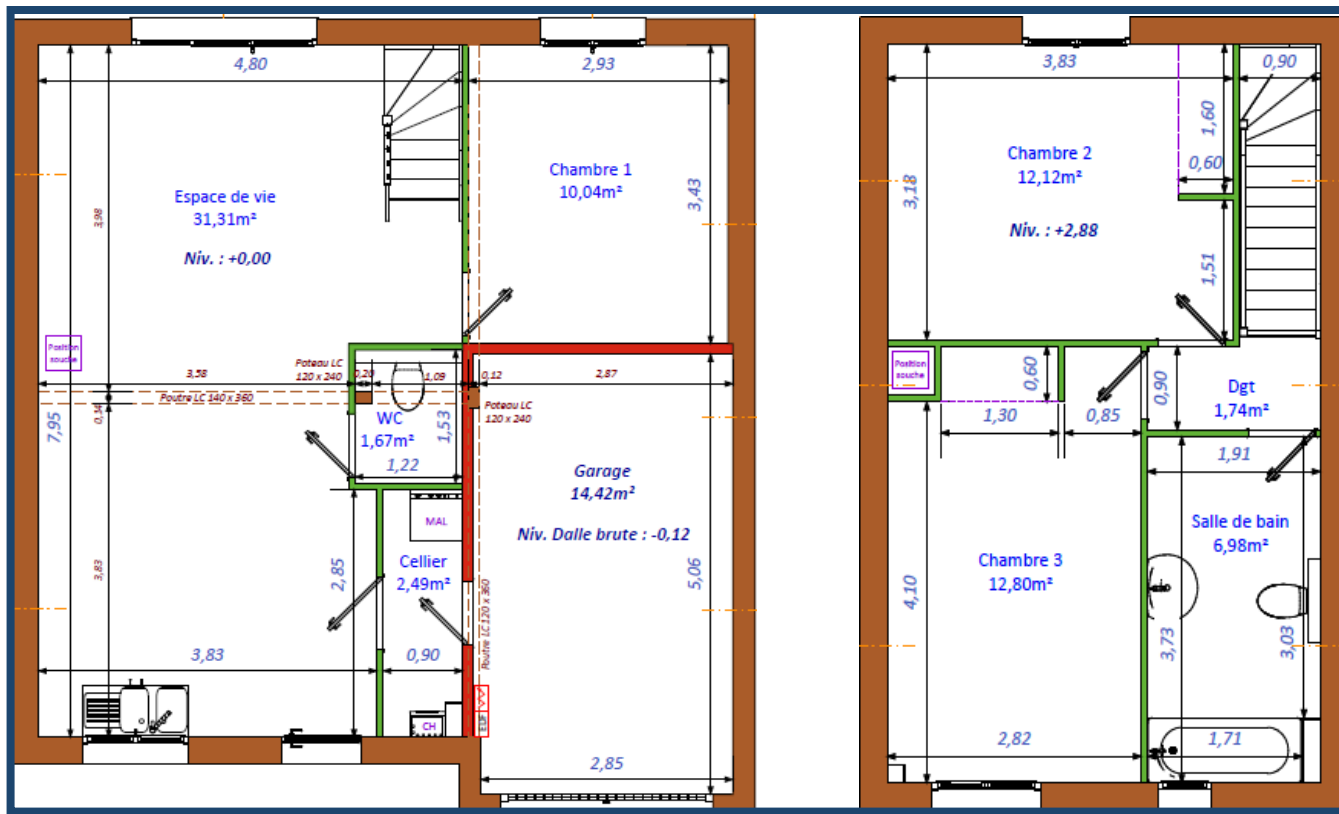 4,80
2,93
Espace de vie
31,31m²
Niv. : +0,00
3,98
Chambre 1
10,04m²
3,43
Position
souche
3,58
Poteau LC
120 x 240
0,20
1,09
0,12
2,87
Poutre LC 140 x 360
0,14
7,95
WC
1,67m²
1,53
1,22
Poteau LC
120 x 240
Garage
14,42m²
Niv. Dalle brute : -0,12
MAL
Cellier
2,49m²
2,85
3,83
5,06
Poutre LC 120 x 360
3,83
0,90
CH
EDF
2,85
3,83
0,90
1,60
Chambre 2
12,12m²
0,60
3,18
Niv. : +2,88
1,51
Position
souche
0,60
1,30
0,85
0,90
Dgt
1,74m²
1,91
Salle de bain
6,98m²
Chambre 3
12,80m²
4,10
3,73
3,03
2,82
1,71